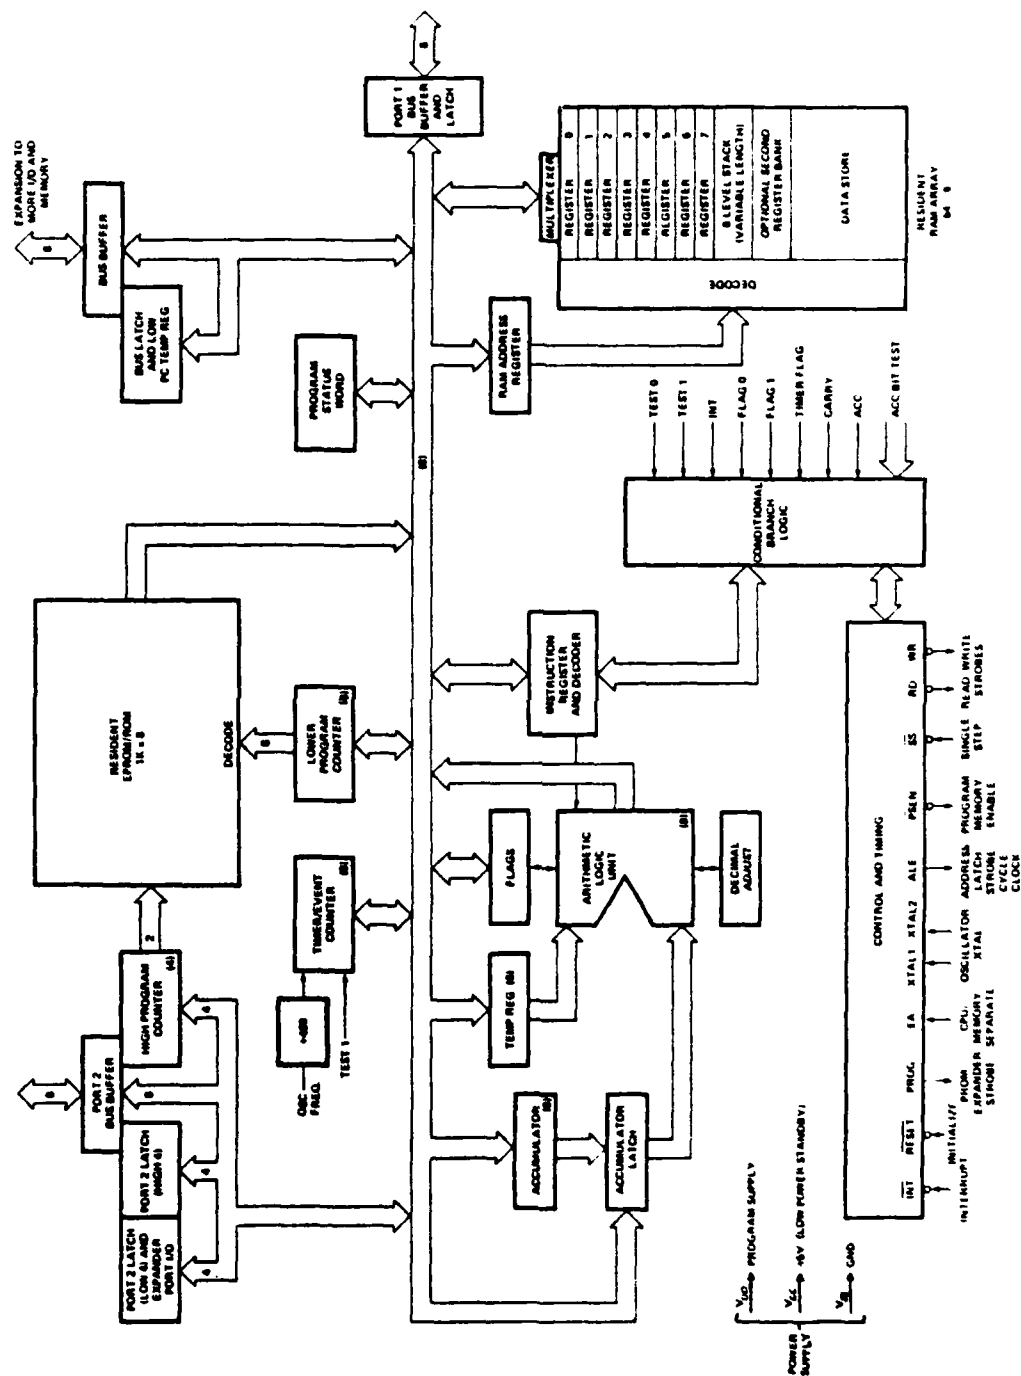 EXPANSION TO
MORE I/O AND
MEMORY
8
8
8
PORT 2
BUS BUFFER
BUS BUFFER
PORT 2 LATCH
(LOW 4) AND
EXPANDER
PORT I/O
PORT 2 LATCH
(HIGH 4)
HIGH PROGRAM
COUNTER
(4)
2
4
4
8
4
RESIDENT
EPROM/ROM
1K x 8
DECODE
BUS LATCH
AND LOW
PC TEMP REG
OSC
FREQ.
÷480
TEST 1
TIMER/EVENT
COUNTER
(8)
8
LOWER
PROGRAM
COUNTER
(8)
PROGRAM
STATUS
WORD
PORT 1
BUS
BUFFER
AND
LATCH
(8)
ACCUMULATOR
(8)
ACCUMULATOR
LATCH
TEMP REG (8)
FLAGS
ARITHMETIC
LOGIC
UNIT
(8)
DECIMAL
ADJUST
INSTRUCTION
REGISTER
AND DECODER
RAM ADDRESS
REGISTER
MULTIPLEXER
REGISTER 0
REGISTER 1
REGISTER 2
REGISTER 3
REGISTER 4
REGISTER 5
REGISTER 6
REGISTER 7
8 LEVEL STACK
(VARIABLE LENGTH)
OPTIONAL SECOND
REGISTER BANK
DATA STORE
DECODE
RESIDENT
RAM ARRAY
64 8
CONDITIONAL
BRANCH
LOGIC
TEST 0
TEST 1
INT
FLAG 0
FLAG 1
TIMER FLAG
CARRY
ACC
ACC BIT TEST
POWER
SUPPLY
PROGRAM SUPPLY
+5V (LOW POWER STANDBY)
GND
CONTROL AND TIMING
INT
RESET
PROG
EA
XTAL1
XTAL2
ALE
PSEN
SS
RD
WR
INTERRUPT
INITIALIZE
PROM
EXPANDER
STROBE
CPU,
MEMORY
SEPARATE
OSCILLATOR
XTAL
ADDRESS
LATCH
STROBE
CYCLE
CLOCK
PROGRAM
MEMORY
ENABLE
SINGLE
STEP
READ WRITE
STROBES